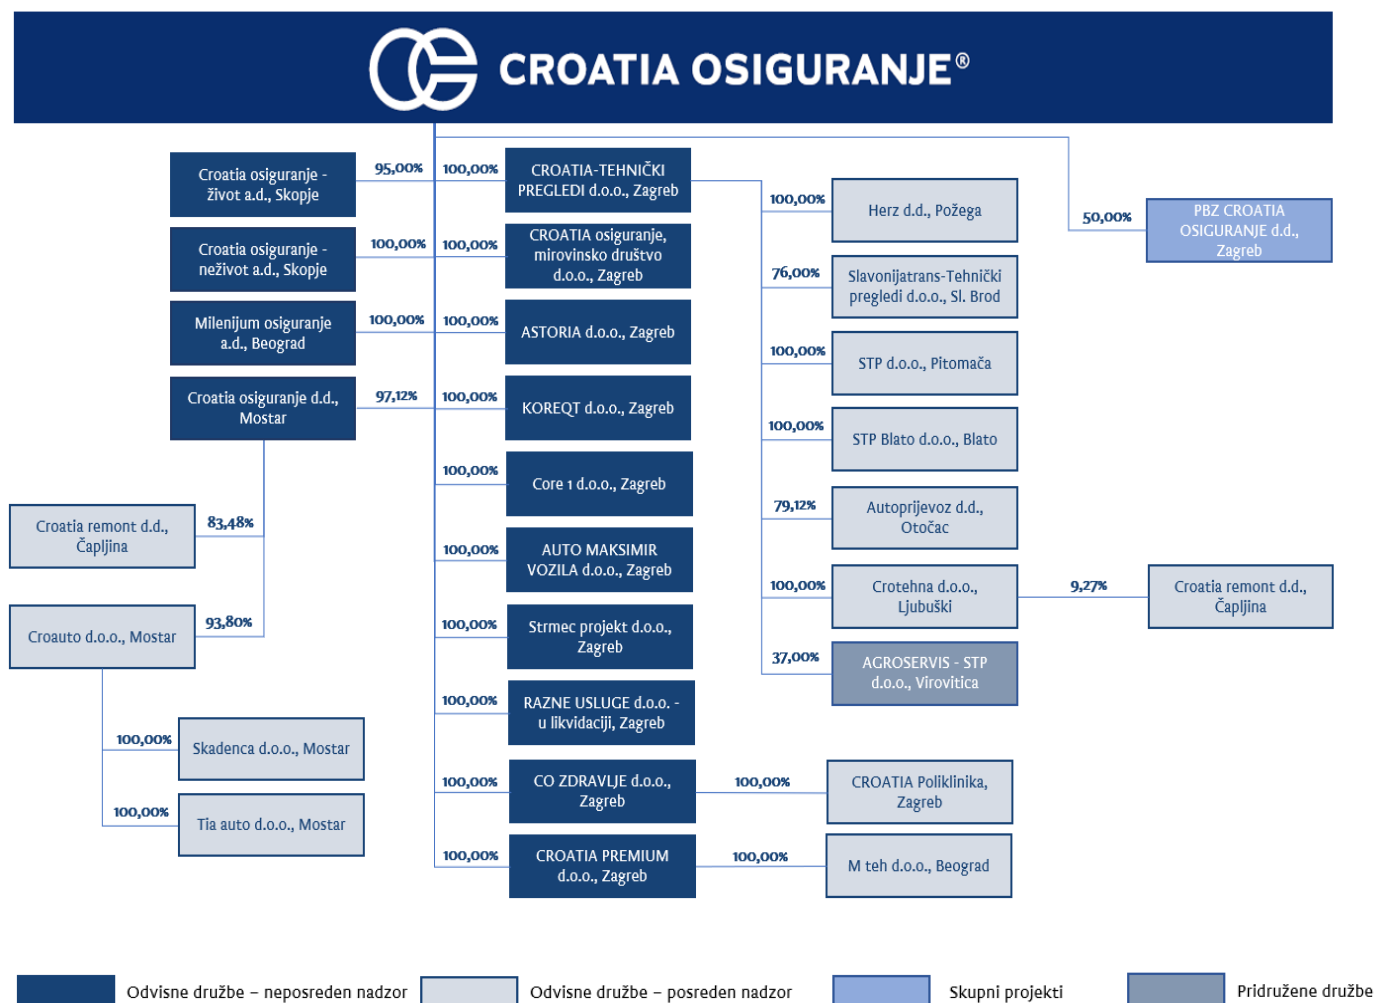 CROATIA OSIGURANJE®
Croatia osiguranje -
život a.d., Skopje
95,00%
100,00%
CROATIA-TEHNIČKI
PREGLEDI d.o.o., Zagreb
100,00%
Herz d.d., Požega
50,00%
PBZ CROATIA
OSIGURANJE d.d.,
Zagreb
Croatia osiguranje -
neživot a.d., Skopje
100,00%
100,00%
CROATIA osiguranje,
mirovinsko društvo
d.o.o., Zagreb
76,00%
Slavonijatrans-Tehnički
pregledi d.o.o., Sl. Brod
Milenijum osiguranje
a.d., Beograd
100,00%
100,00%
ASTORIA d.o.o., Zagreb
100,00%
STP d.o.o., Pitomača
Croatia osiguranje d.d.,
Mostar
97,12%
100,00%
KOREQT d.o.o., Zagreb
100,00%
STP Blato d.o.o., Blato
100,00%
Core 1 d.o.o., Zagreb
79,12%
Autoprijevoz d.d.,
Otočac
Croatia remont d.d.,
Čapljina
83,48%
100,00%
AUTO MAKSIMIR
VOZILA d.o.o., Zagreb
100,00%
Crotehna d.o.o.,
Ljubuški
9,27%
Croatia remont d.d.,
Čapljina
Croauto d.o.o., Mostar
93,80%
100,00%
Strmec projekt d.o.o.,
Zagreb
37,00%
AGROSERVIS - STP
d.o.o., Virovitica
100,00%
RAZNE USLUGE d.o.o. -
u likvidaciji, Zagreb
100,00%
Skadenca d.o.o., Mostar
100,00%
CO ZDRAVLJE d.o.o.,
Zagreb
100,00%
CROATIA Poliklinika,
Zagreb
100,00%
Tia auto d.o.o., Mostar
100,00%
CROATIA PREMIUM
d.o.o., Zagreb
100,00%
M teh d.o.o., Beograd
Odvisne družbe – neposreden nadzor
Odvisne družbe – posreden nadzor
Skupni projekti
Pridružene družbe